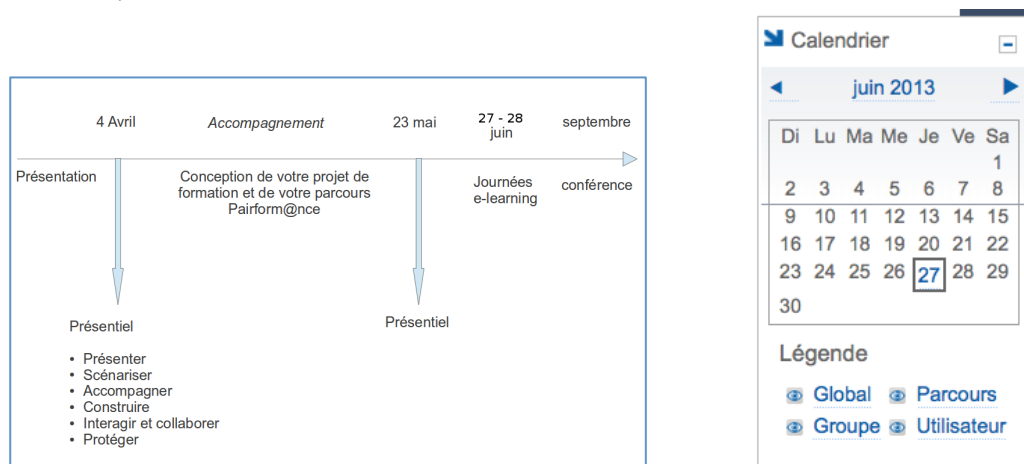 4 Avril
Accompagnement
23 mai
27 - 28
juin
septembre
Présentation
Conception de votre projet de
formation et de votre parcours
Pairform@nce
Journées
e-learning
conférence
Présentiel
Présentiel
• Présenter
• Scénariser
• Accompagner
• Construire
• Interagir et collaborer
• Protéger
Calendrier
juin 2013
Di Lu Ma Me Je Ve Sa
1
2 3 4 5 6 7 8
9 10 11 12 13 14 15
16 17 18 19 20 21 22
23 24 25 26 27 28 29
30
Légende
Global Parcours
Groupe Utilisateur